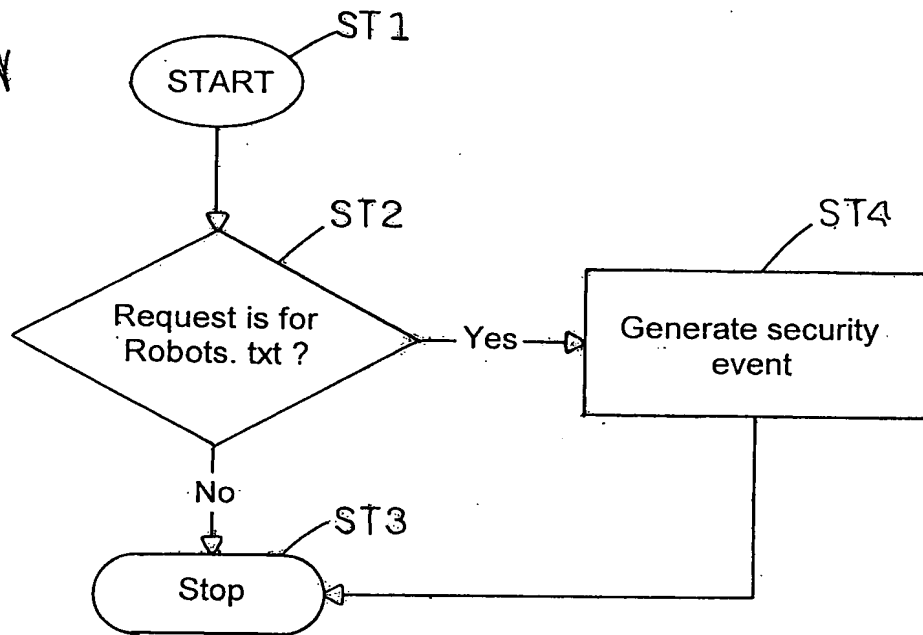 ST1
START
ST2
Request is for
Robots. txt ?
Yes
ST4
Generate security
event
No
ST3
Stop